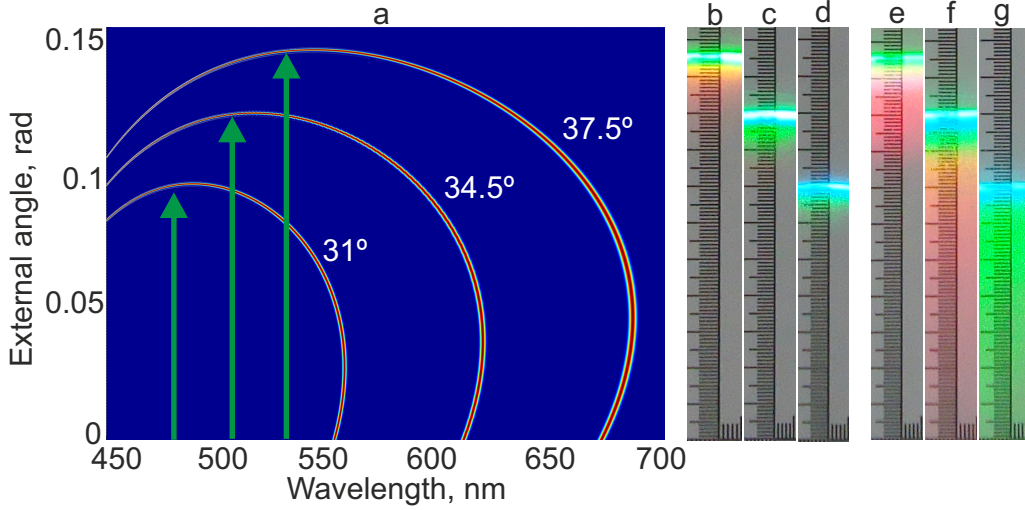 a b c d e f g
0.15
37.5º
34.5º
0.1
31º
0.05
0
External angle, rad
450 500 550 600 650 700
Wavelength, nm